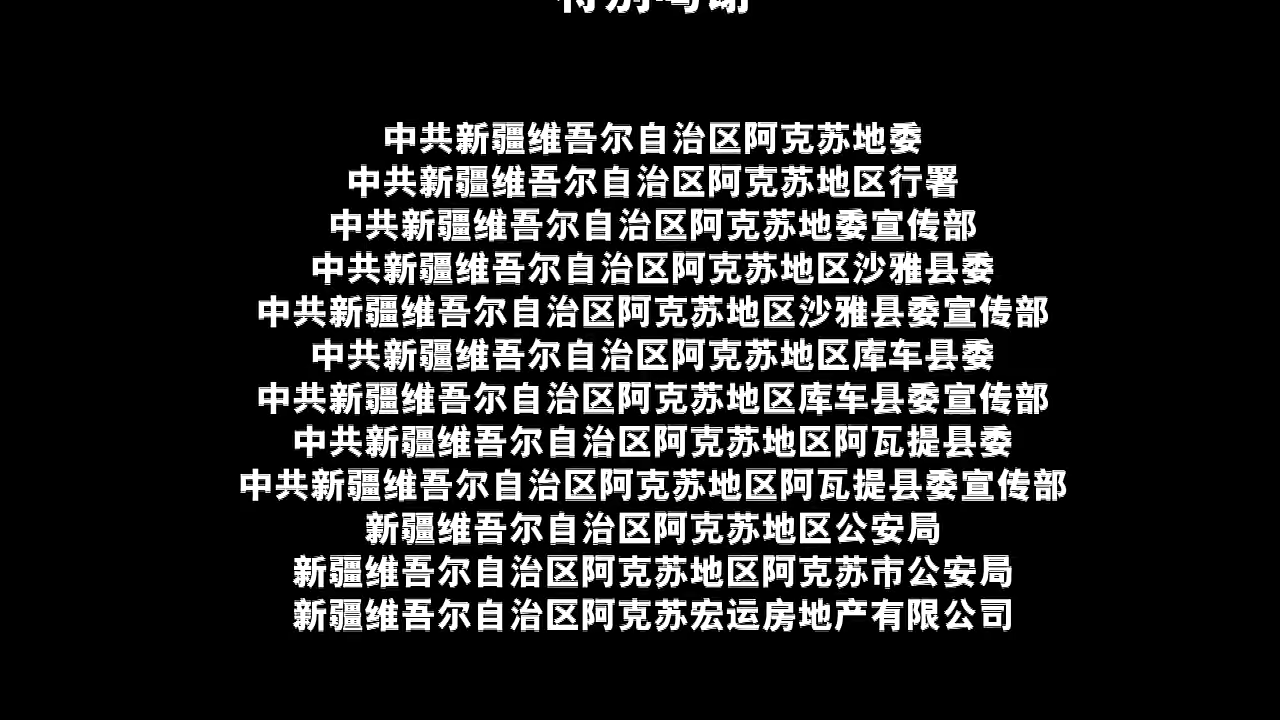 特别鸣谢
中共新疆维吾尔自治区阿克苏地委
中共新疆维吾尔自治区阿克苏地区行署
中共新疆维吾尔自治区阿克苏地委宣传部
中共新疆维吾尔自治区阿克苏地区沙雅县委
中共新疆维吾尔自治区阿克苏地区沙雅县委宣传部
中共新疆维吾尔自治区阿克苏地区库车县委
中共新疆维吾尔自治区阿克苏地区库车县委宣传部
中共新疆维吾尔自治区阿克苏地区阿瓦提县委
中共新疆维吾尔自治区阿克苏地区阿瓦提县委宣传部
新疆维吾尔自治区阿克苏地区公安局
新疆维吾尔自治区阿克苏地区阿克苏市公安局
新疆维吾尔自治区阿克苏宏运房地产有限公司